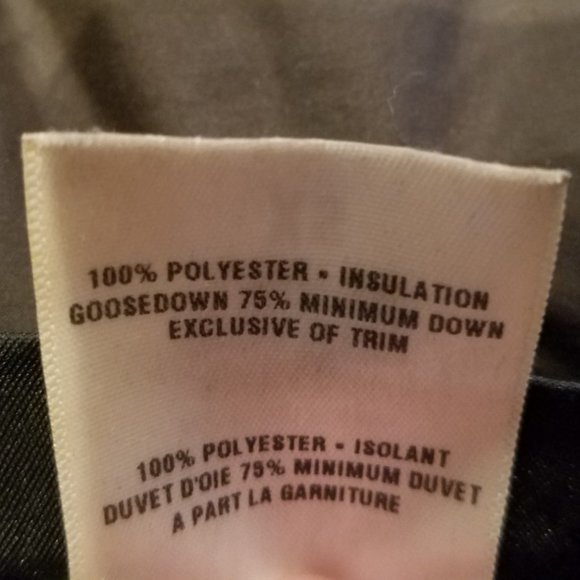 100% POLYESTER • INSULATION
GOOSEDOWN 75% MINIMUM DOWN
EXCLUSIVE OF TRIM
100% POLYESTER • ISOLANT
DUVET D'OIE 75% MINIMUM DUVET
A PART LA GARNITURE